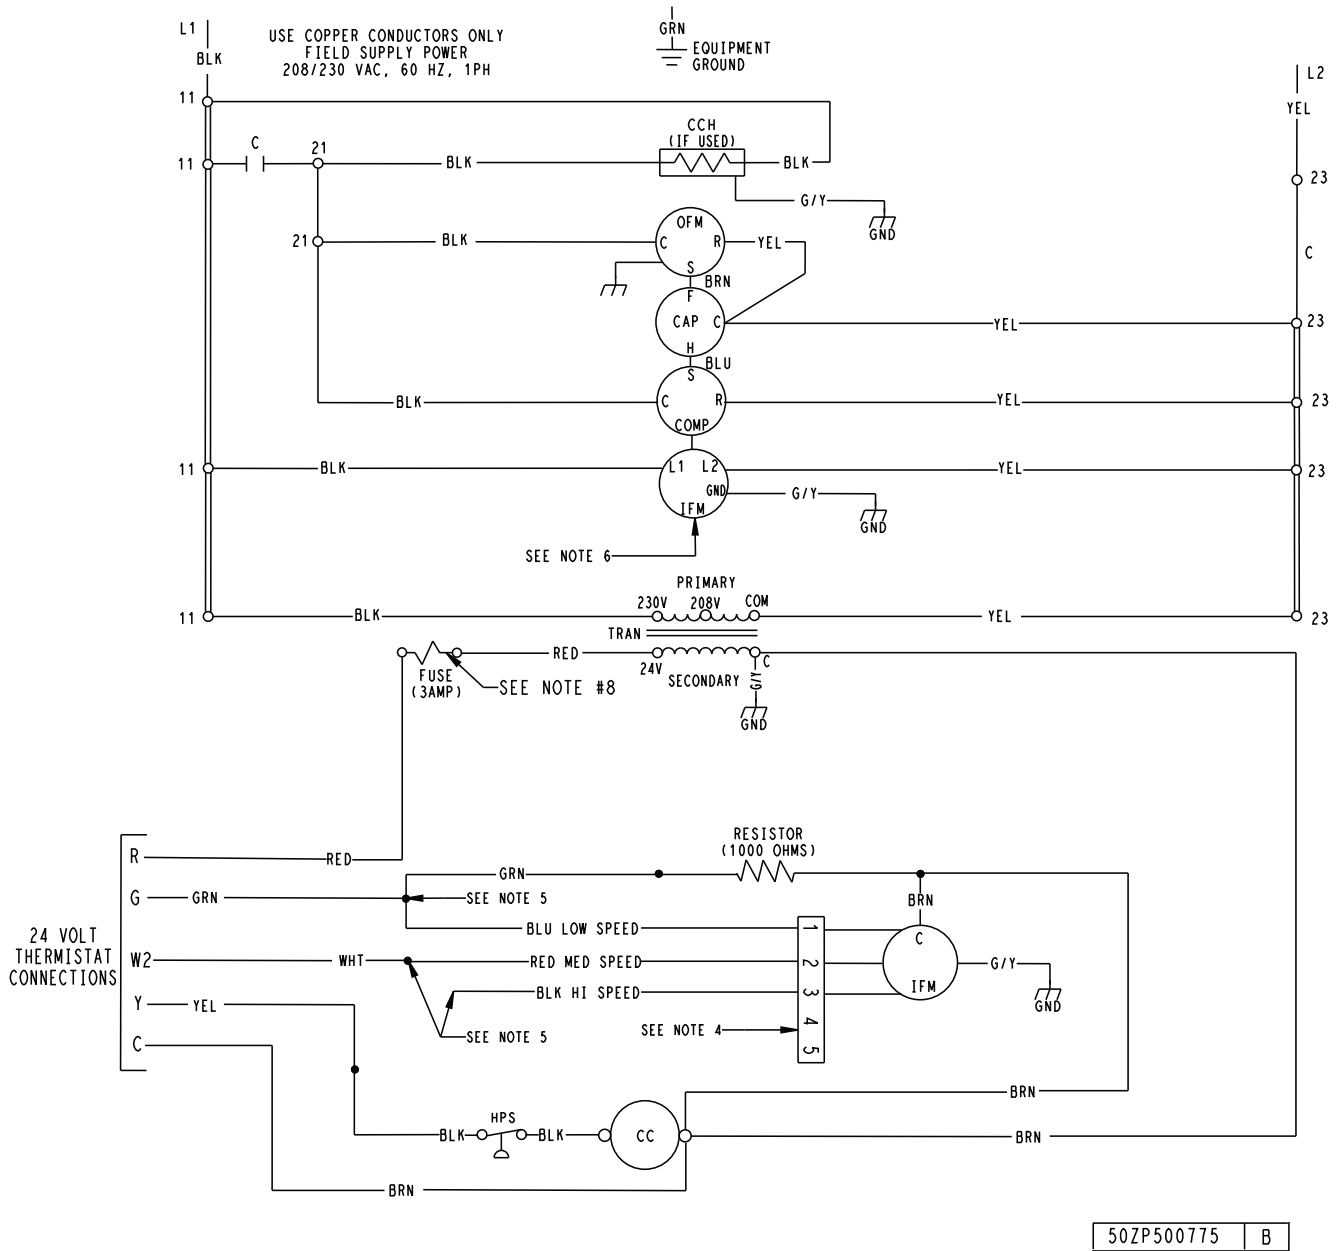 L1
BLK
USE COPPER CONDUCTORS ONLY
FIELD SUPPLY POWER
208/230 VAC, 60 HZ, 1PH
GRN
EQUIPMENT
GROUND
L2
YEL
11
CCH
(IF USED)
C
21
11
BLK
BLK
23
G/Y
GND
OFM
21
BLK
C
R
YEL
S
C
BRN
F
CAP
C
YEL
23
H
BLU
S
BLK
C
R
YEL
23
COMP
11
BLK
L1
L2
YEL
23
GND
G/Y
GND
IFM
SEE NOTE 6
PRIMARY
230V
208V
COM
11
BLK
YEL
23
TRAN
RED
24V
C
FUSE
(3AMP)
SEE NOTE #8
SECONDARY
G/Y
GND
RESISTOR
(1000 OHMS)
R
RED
GRN
G
GRN
SEE NOTE 5
BRN
24 VOLT
THERMISTAT
CONNECTIONS
BLU LOW SPEED
1
C
W2
WHT
RED MED SPEED
2
G/Y
IFM
GND
BLK HI SPEED
3
Y
YEL
SEE NOTE 5
SEE NOTE 4
4
C
5
BRN
HPS
BLK
BLK
CC
BRN
BRN
50ZP500775
B